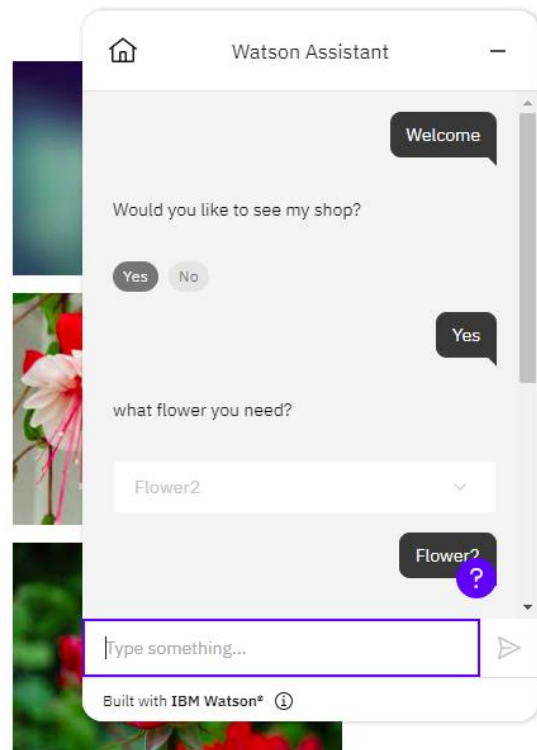 Watson Assistant
Welcome
Would you like to see my shop?
Yes No
Yes
what flower you need?
Flower2
Flower2
?
Type something...
Built with IBM Watson®